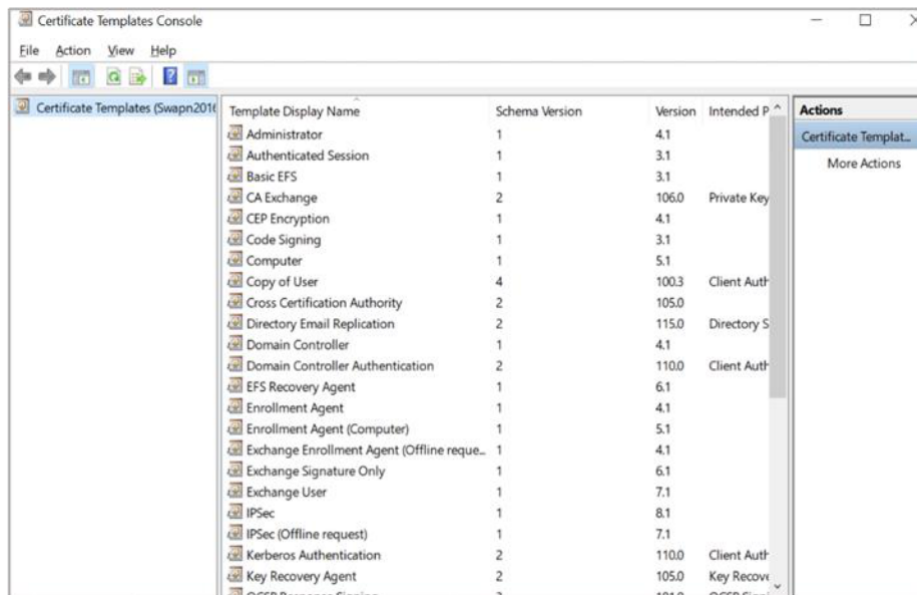 Certificate Templates Console
File Action View Help
Certificate Templates (Swapn2016
Template Display Name Schema Version Version Intended P
Administrator 1 4.1
Authenticated Session 1 3.1
Basic EFS 1 3.1
CA Exchange 2 106.0 Private Key
CEP Encryption 1 4.1
Code Signing 1 3.1
Computer 1 5.1
Copy of User 4 100.3 Client Auth
Cross Certification Authority 2 105.0
Directory Email Replication 2 115.0 Directory S
Domain Controller 1 4.1
Domain Controller Authentication 2 110.0 Client Auth
EFS Recovery Agent 1 6.1
Enrollment Agent 1 4.1
Enrollment Agent (Computer) 1 5.1
Exchange Enrollment Agent (Offline reque... 1 4.1
Exchange Signature Only 1 6.1
Exchange User 1 7.1
IPSec 1 8.1
IPSec (Offline request) 1 7.1
Kerberos Authentication 2 110.0 Client Auth
Key Recovery Agent 2 105.0 Key Recove
Actions
Certificate Templat...
More Actions